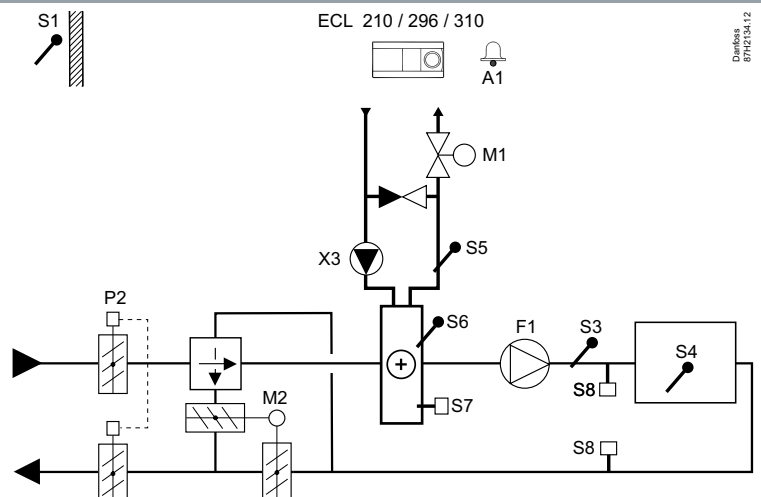 S1
ECL 210 / 296 / 310
Danfoss
87H2134.12
A1
M1
X3
S5
P2
S6
F1
S3
S4
M2
S7
S8
S8